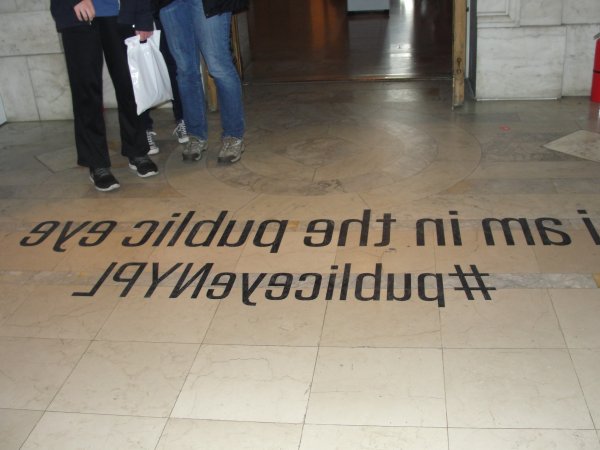 i am in the public eye
#publiceyeNYPL